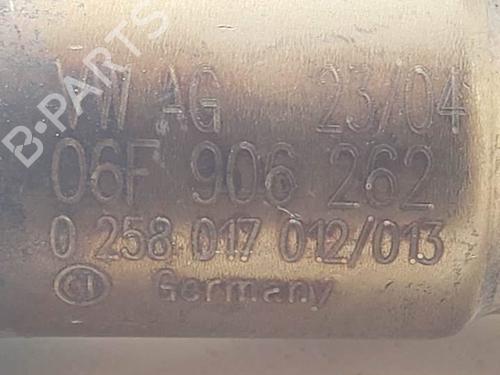 B-PARTS
VW AG 23/04
06F 906 262
0 258 017 012/013
Germany